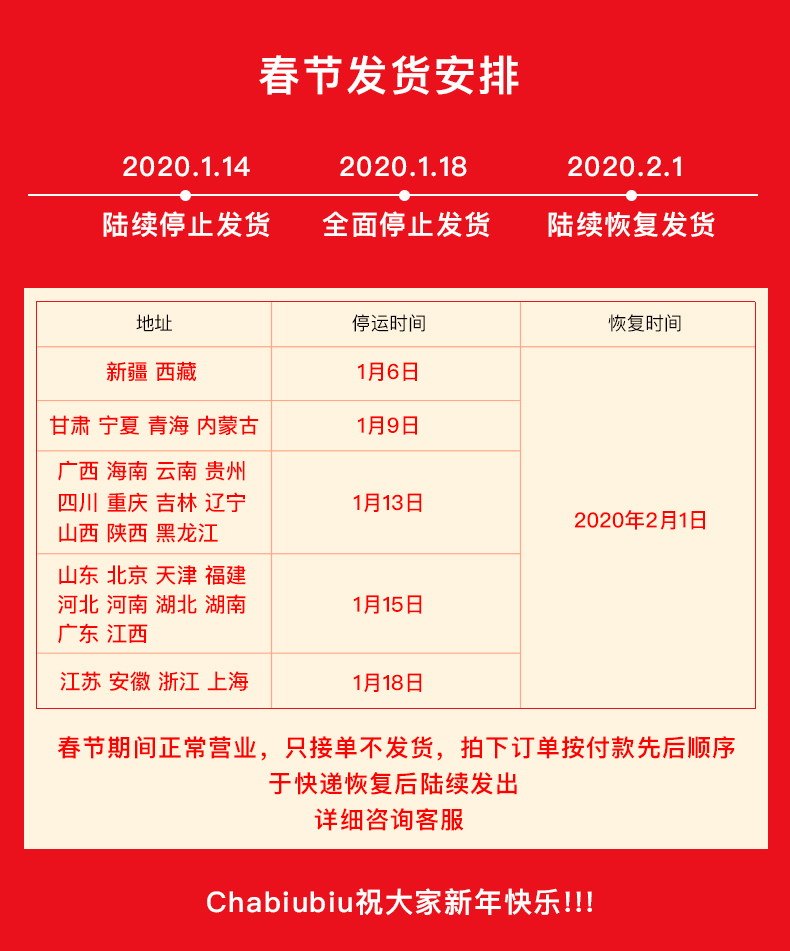 春节发货安排
2020.1.14 2020.1.18 2020.2.1
陆续停止发货 全面停止发货 陆续恢复发货
地址 停运时间 恢复时间
新疆 西藏 1月6日
甘肃 宁夏 青海 内蒙古 1月9日
广西 海南 云南 贵州
四川 重庆 吉林 辽宁 1月13日
山西 陕西 黑龙江
2020年2月1日
山东 北京 天津 福建
河北 河南 湖北 湖南 1月15日
广东 江西
江苏 安徽 浙江 上海 1月18日
春节期间正常营业，只接单不发货，拍下订单按付款先后顺序
于快递恢复后陆续发出
详细咨询客服
Chabiubiu祝大家新年快乐!!!